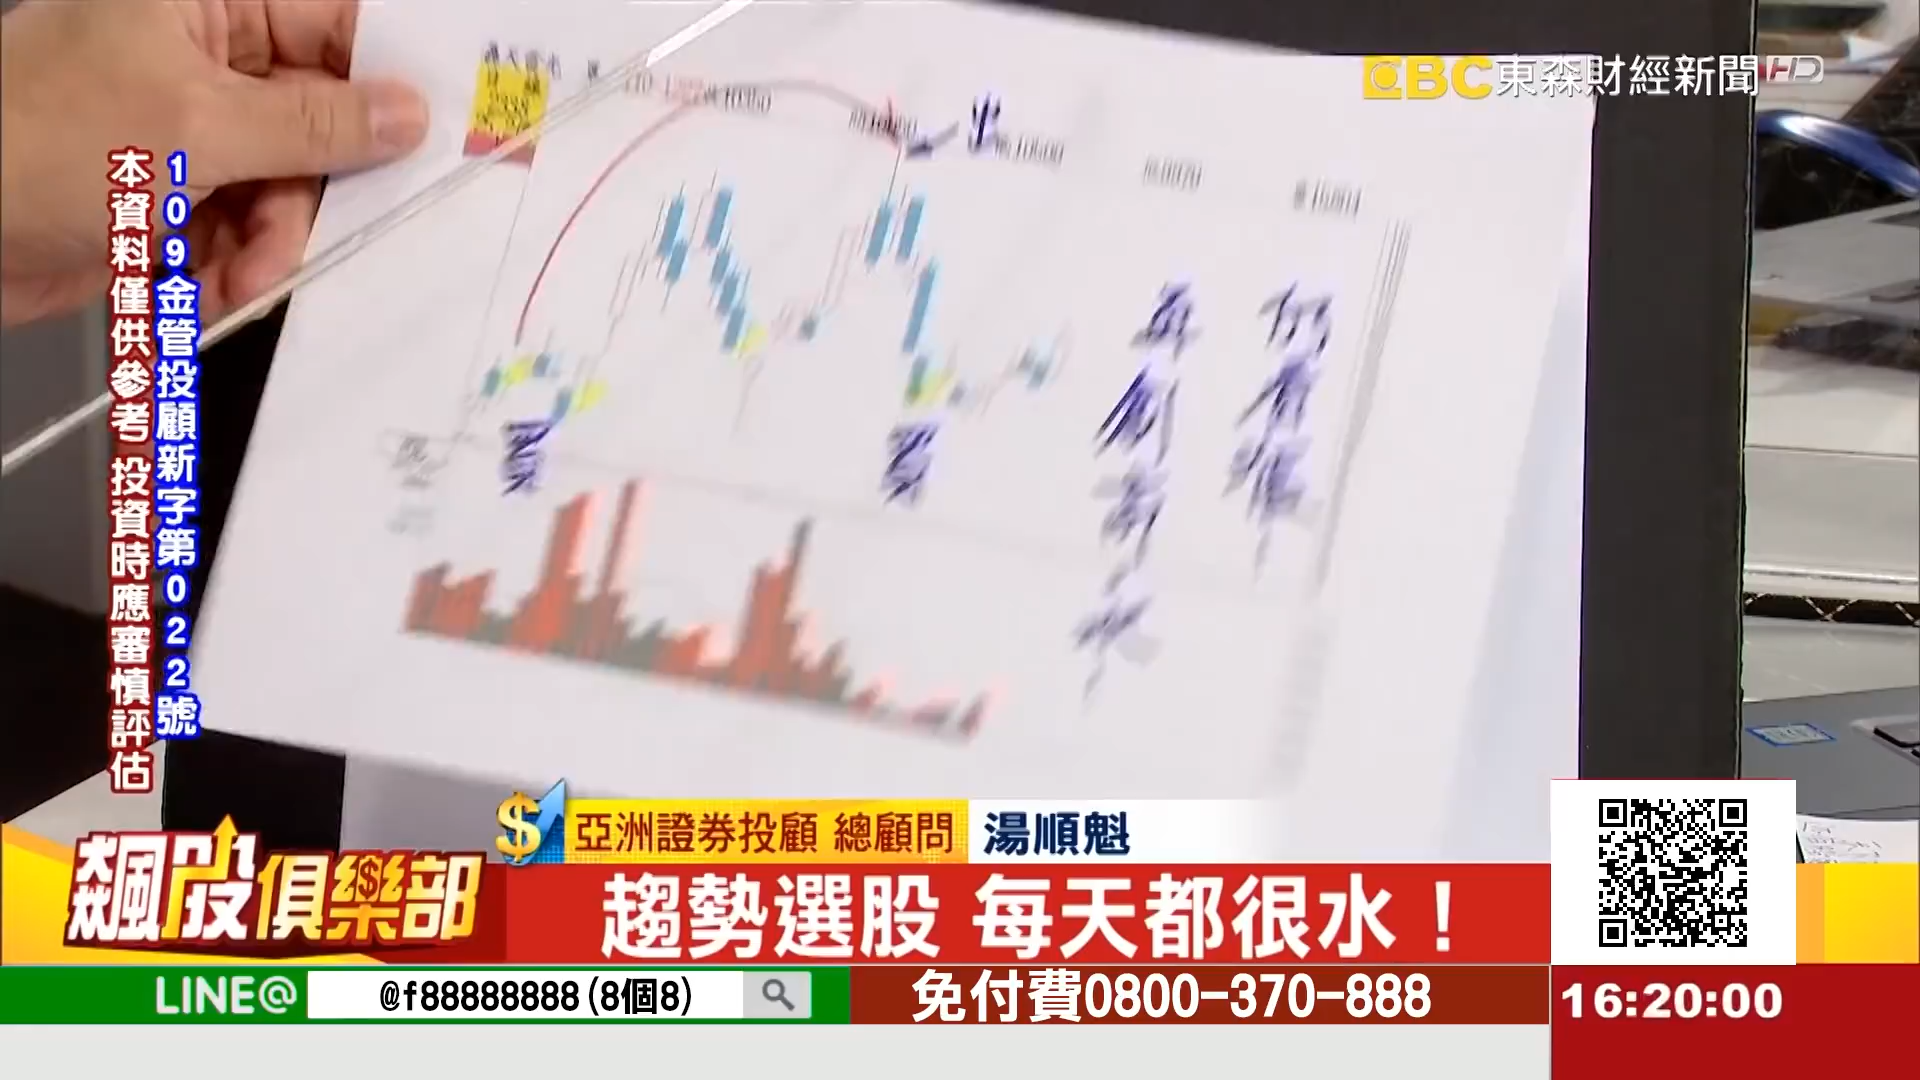 EBC東森財經新聞HD
109金管投顧新字第022號
本資料僅供參考 投資時應審慎評估
出
買
買
亞洲證券投顧 總顧問 湯順魁
飆股俱樂部
趨勢選股 每天都很水！
LINE@ @f88888888(8個8)
免付費0800-370-888
16:20:00